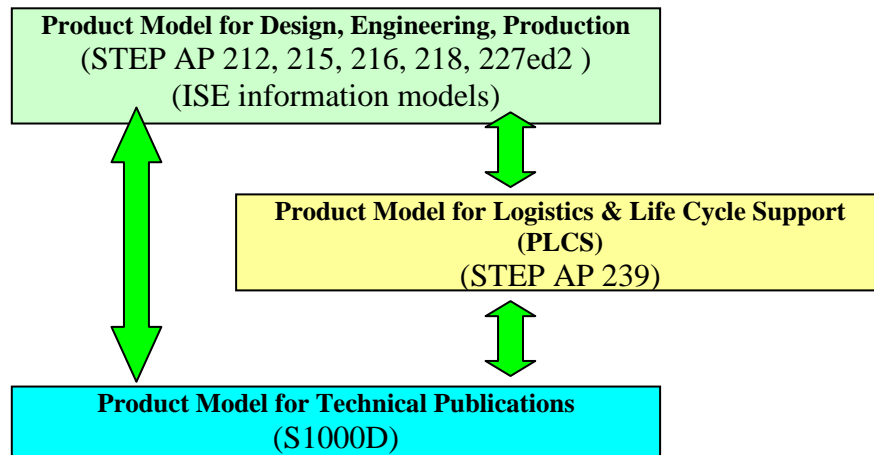 Product Model for Design, Engineering, Production
(STEP AP 212, 215, 216, 218, 227ed2 )
(ISE information models)
Product Model for Logistics & Life Cycle Support
(PLCS)
(STEP AP 239)
Product Model for Technical Publications
(S1000D)